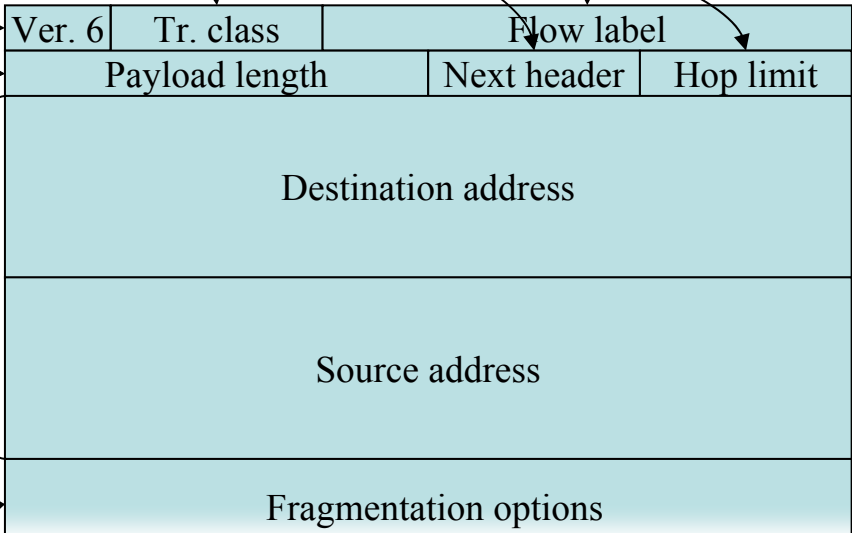 Ver. 6 Tr. class Flow label
Payload length Next header Hop limit
Destination address
Source address
Fragmentation options